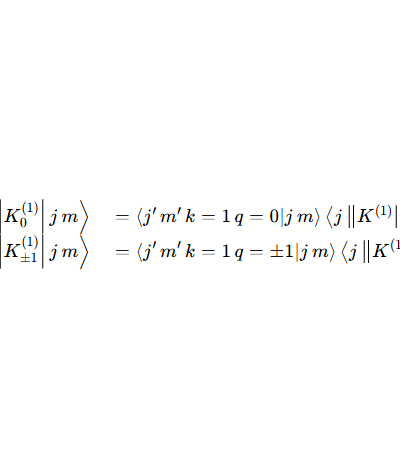 |K₀⁽¹⁾| j m⟩ = ⟨j′ m′ k = 1 q = 0|j m⟩ ⟨j ‖K⁽¹⁾|
|K±₁⁽¹⁾| j m⟩ = ⟨j′ m′ k = 1 q = ±1|j m⟩ ⟨j ‖K⁽¹